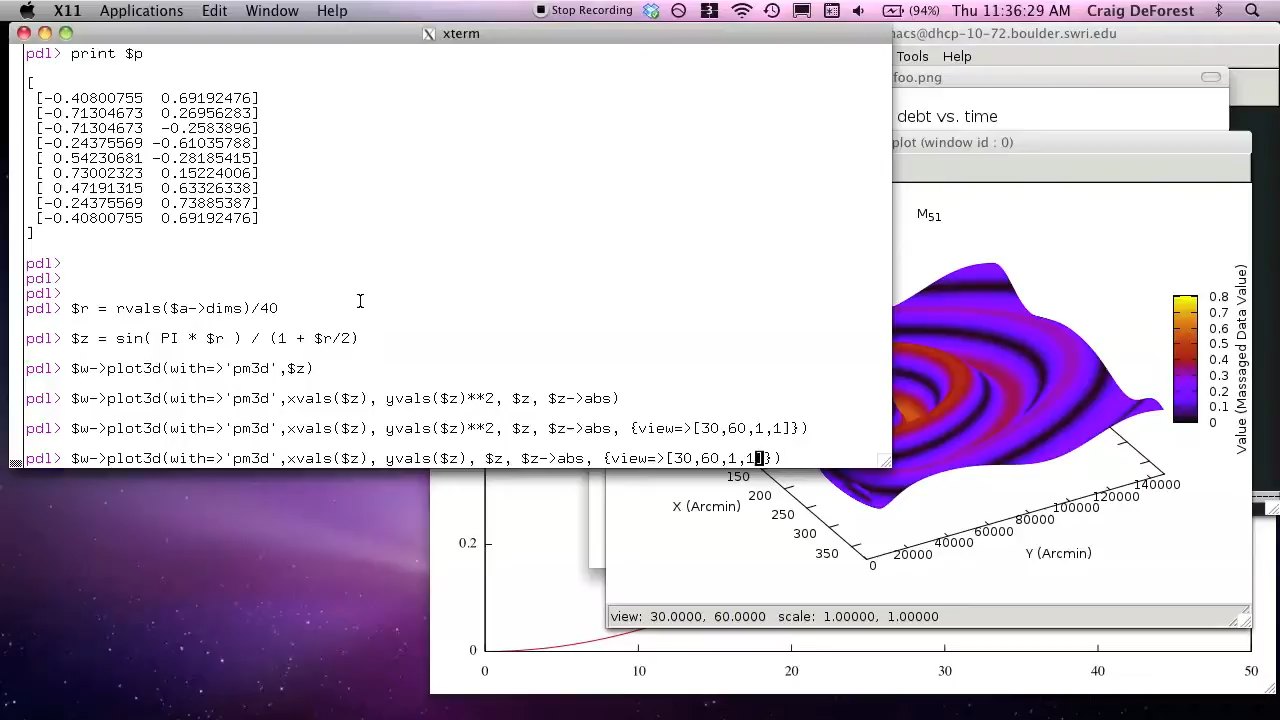 X11 Applications Edit Window Help Stop Recording 3 (94%) Thu 11:36:29 AM Craig DeForest
xterm
pdl> print $p
[
[-0.40800755 0.69192476]
[-0.71304673 0.26956283]
[-0.71304673 -0.2583896]
[-0.24375569 -0.61035788]
[ 0.54230681 -0.28185415]
[ 0.73002323 0.15224006]
[ 0.47191315 0.63326338]
[-0.24375569 0.73885387]
[-0.40800755 0.69192476]
]
pdl>
pdl>
pdl>
pdl> $r = rvals($a->dims)/40
pdl> $z = sin( PI * $r ) / (1 + $r/2)
pdl> $w->plot3d(with=>'pm3d',$z)
pdl> $w->plot3d(with=>'pm3d',xvals($z), yvals($z)**2, $z, $z->abs)
pdl> $w->plot3d(with=>'pm3d',xvals($z), yvals($z)**2, $z, $z->abs, {view=>[30,60,1,1]})
pdl> $w->plot3d(with=>'pm3d',xvals($z), yvals($z), $z, $z->abs, {view=>[30,60,1,1]})
acs@dhcp-10-72.boulder.swri.edu
Tools Help
foo.png
debt vs. time
plot (window id : 0)
M51
0.8
0.7
0.6
0.5
0.4
0.3
0.2
0.1
0
Value (Massaged Data Value)
150
200
250
300
350
X (Arcmin)
0
20000
40000
60000
80000
100000
120000
140000
Y (Arcmin)
view: 30.0000, 60.0000 scale: 1.00000, 1.00000
0.2
0
0 10 20 30 40 50